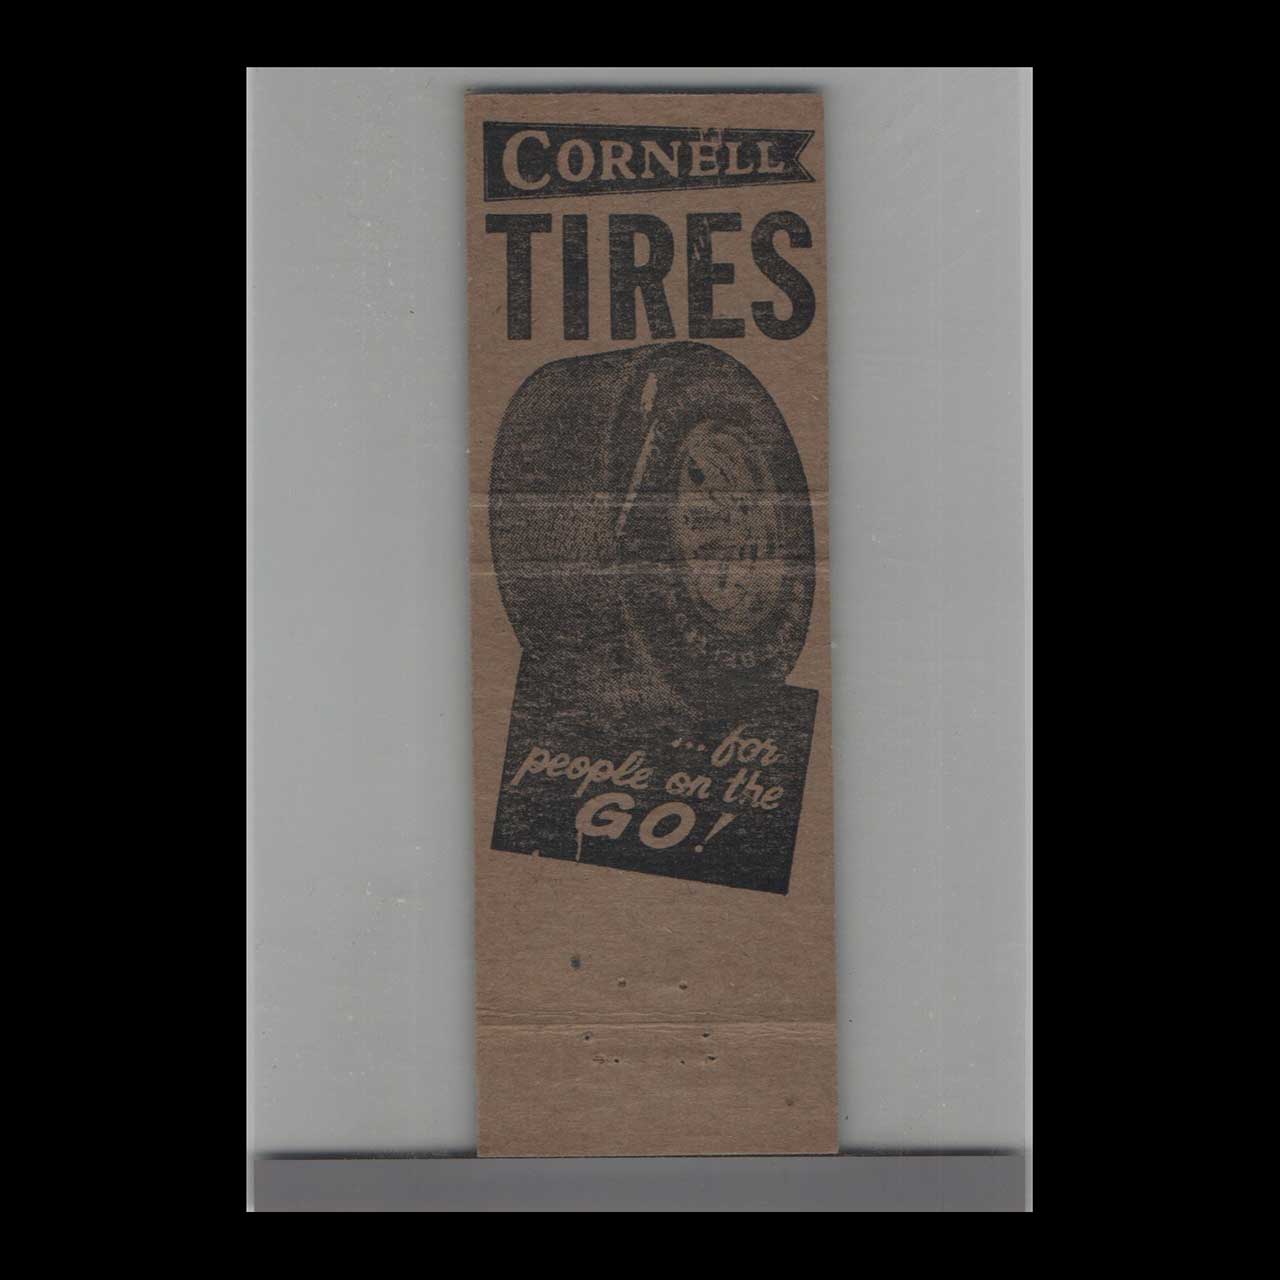 CORNELL
TIRES
... for
people on the
GO!